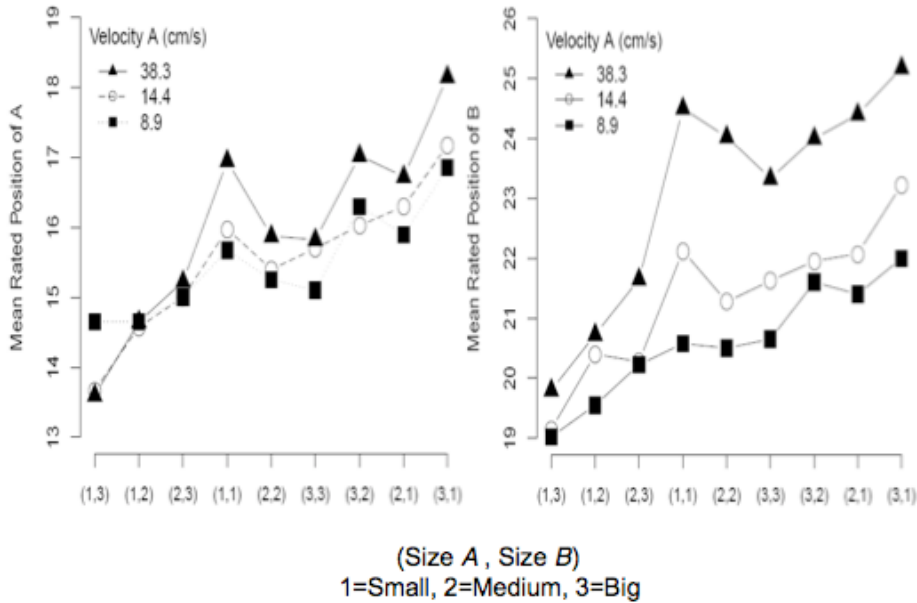 Velocity A (cm/s)
38.3
14.4
8.9
Mean Rated Position of A
19
18
17
16
15
14
13
(1,3) (1,2) (2,3) (1,1) (2,2) (3,3) (3,2) (2,1) (3,1)
Velocity A (cm/s)
38.3
14.4
8.9
Mean Rated Position of B
26
25
24
23
22
21
20
19
(1,3) (1,2) (2,3) (1,1) (2,2) (3,3) (3,2) (2,1) (3,1)
(Size A , Size B)
1=Small, 2=Medium, 3=Big